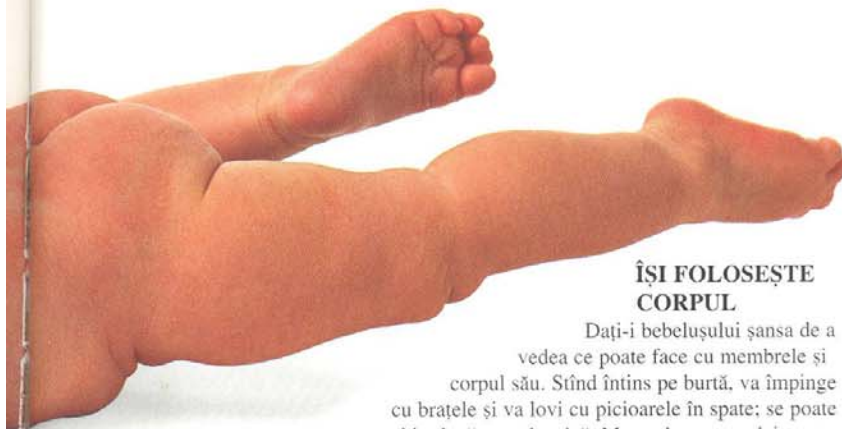 ÎȘI FOLOSEȘTE
CORPUL
Dați-i bebelușului șansa de a
vedea ce poate face cu membrele și
corpul său. Stînd întins pe burtă, va împinge
cu brațele și va lovi cu picioarele în spate; se poate